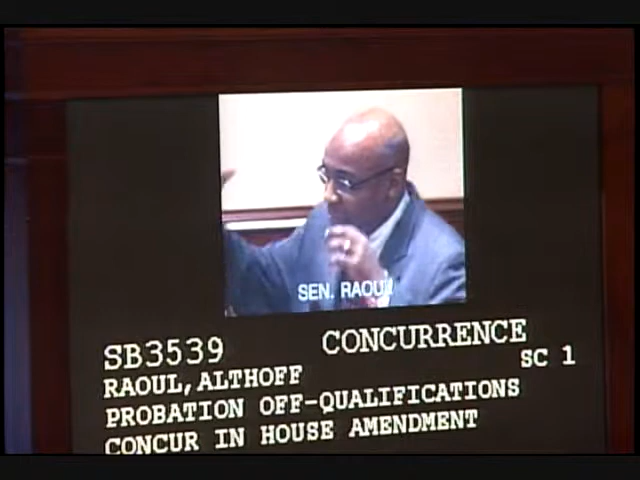 SEN. RAOUL
SB3539 CONCURRENCE
SC 1
RAOUL,ALTHOFF
PROBATION OFF-QUALIFICATIONS
CONCUR IN HOUSE AMENDMENT